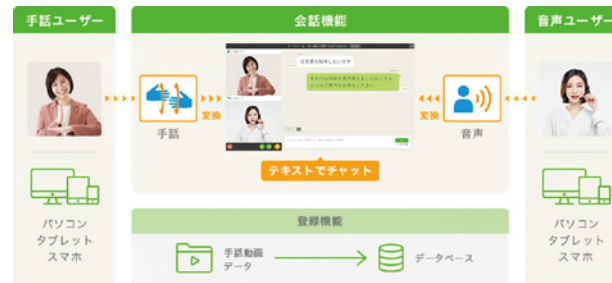 手話ユーザー
会話機能
音声ユーザー
変換
手話
変換
音声
テキストでチャット
パソコン
タブレット
スマホ
登録機能
手話動画
データ
データベース
パソコン
タブレット
スマホ